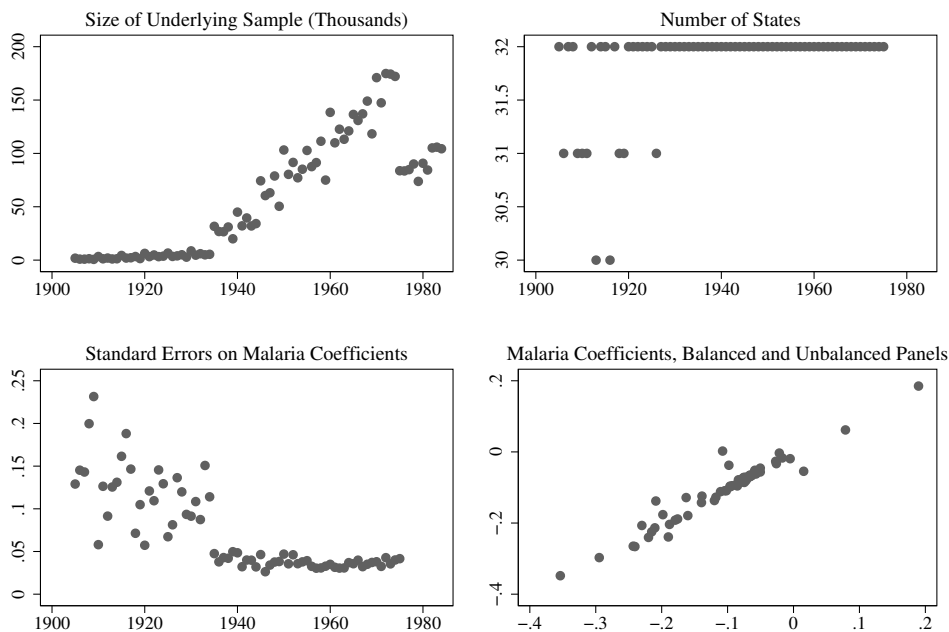 Size of Underlying Sample (Thousands)
200
150
100
50
0
1900 1920 1940 1960 1980
Number of States
32
31.5
31
30.5
30
1900 1920 1940 1960 1980
Standard Errors on Malaria Coefficients
.25
.2
.15
.1
.05
0
1900 1920 1940 1960 1980
Malaria Coefficients, Balanced and Unbalanced Panels
.2
0
−.2
−.4
−.4 −.3 −.2 −.1 0 .1 .2